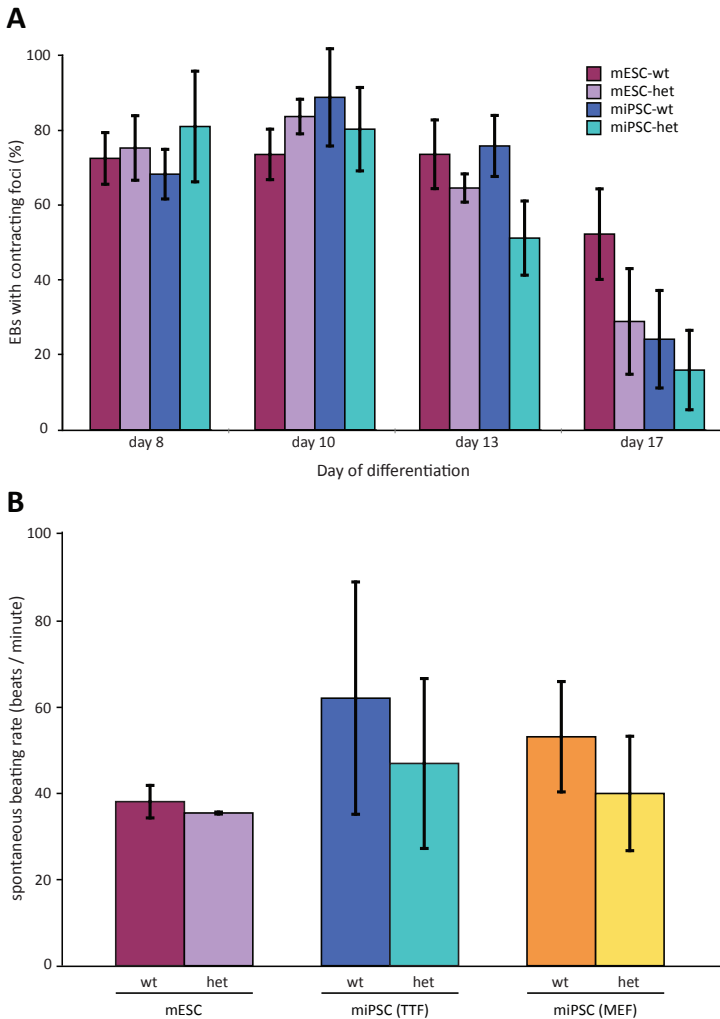 A
EBs with contracting foci (%)
100
80
60
40
20
0
mESC-wt
mESC-het
miPSC-wt
miPSC-het
day 8 day 10 day 13 day 17
Day of differentiation
B
spontaneous beating rate (beats / minute)
100
80
60
40
20
0
wt het wt het wt het
mESC miPSC (TTF) miPSC (MEF)